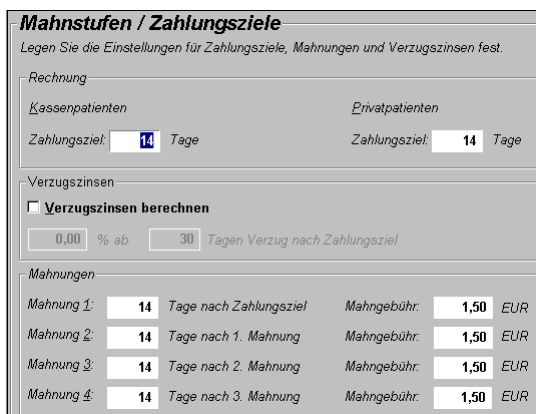 Mahnstufen / Zahlungsziele
Legen Sie die Einstellungen für Zahlungsziele, Mahnungen und Verzugszinsen fest.
Rechnung
Kassenpatienten Privatpatienten
Zahlungsziel: 14 Tage Zahlungsziel: 14 Tage
Verzugszinsen
Verzugszinsen berechnen
0,00 % ab 30 Tagen Verzug nach Zahlungsziel
Mahnungen
Mahnung 1: 14 Tage nach Zahlungsziel Mahngebühr: 1,50 EUR
Mahnung 2: 14 Tage nach 1. Mahnung Mahngebühr: 1,50 EUR
Mahnung 3: 14 Tage nach 2. Mahnung Mahngebühr: 1,50 EUR
Mahnung 4: 14 Tage nach 3. Mahnung Mahngebühr: 1,50 EUR